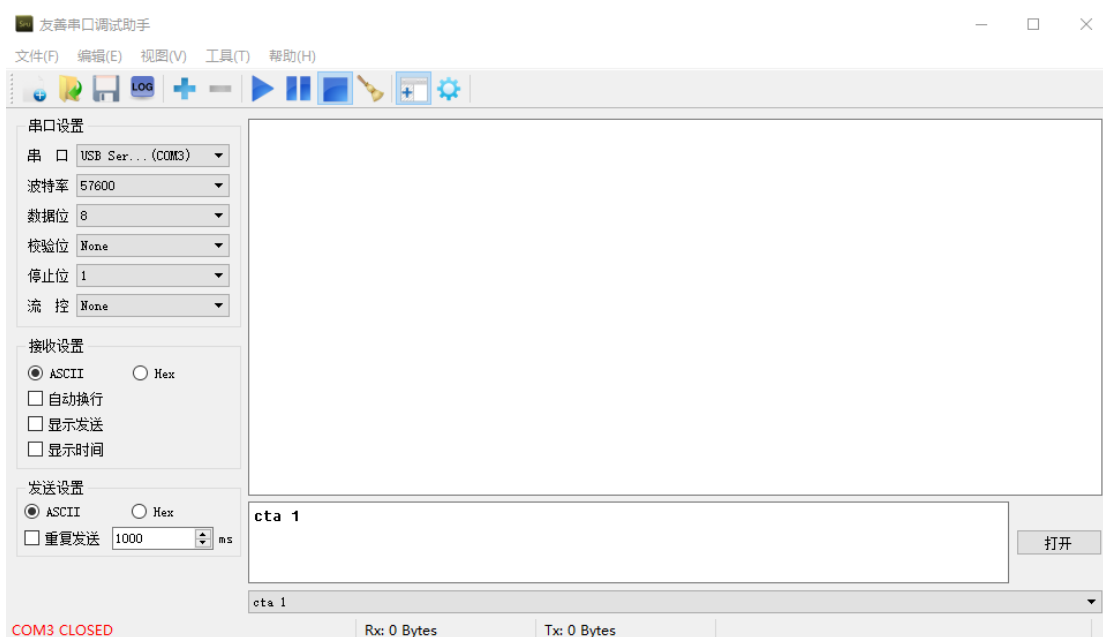 友善串口调试助手
文件(F) 编辑(E) 视图(V) 工具(T) 帮助(H)
LOG
串口设置
串 口 USB Ser...(COM3)
波特率 57600
数据位 8
校验位 None
停止位 1
流 控 None
接收设置
ASCII Hex
自动换行
显示发送
显示时间
发送设置
ASCII Hex
重复发送 1000 ms
cta 1
打开
cta 1
COM3 CLOSED Rx: 0 Bytes Tx: 0 Bytes